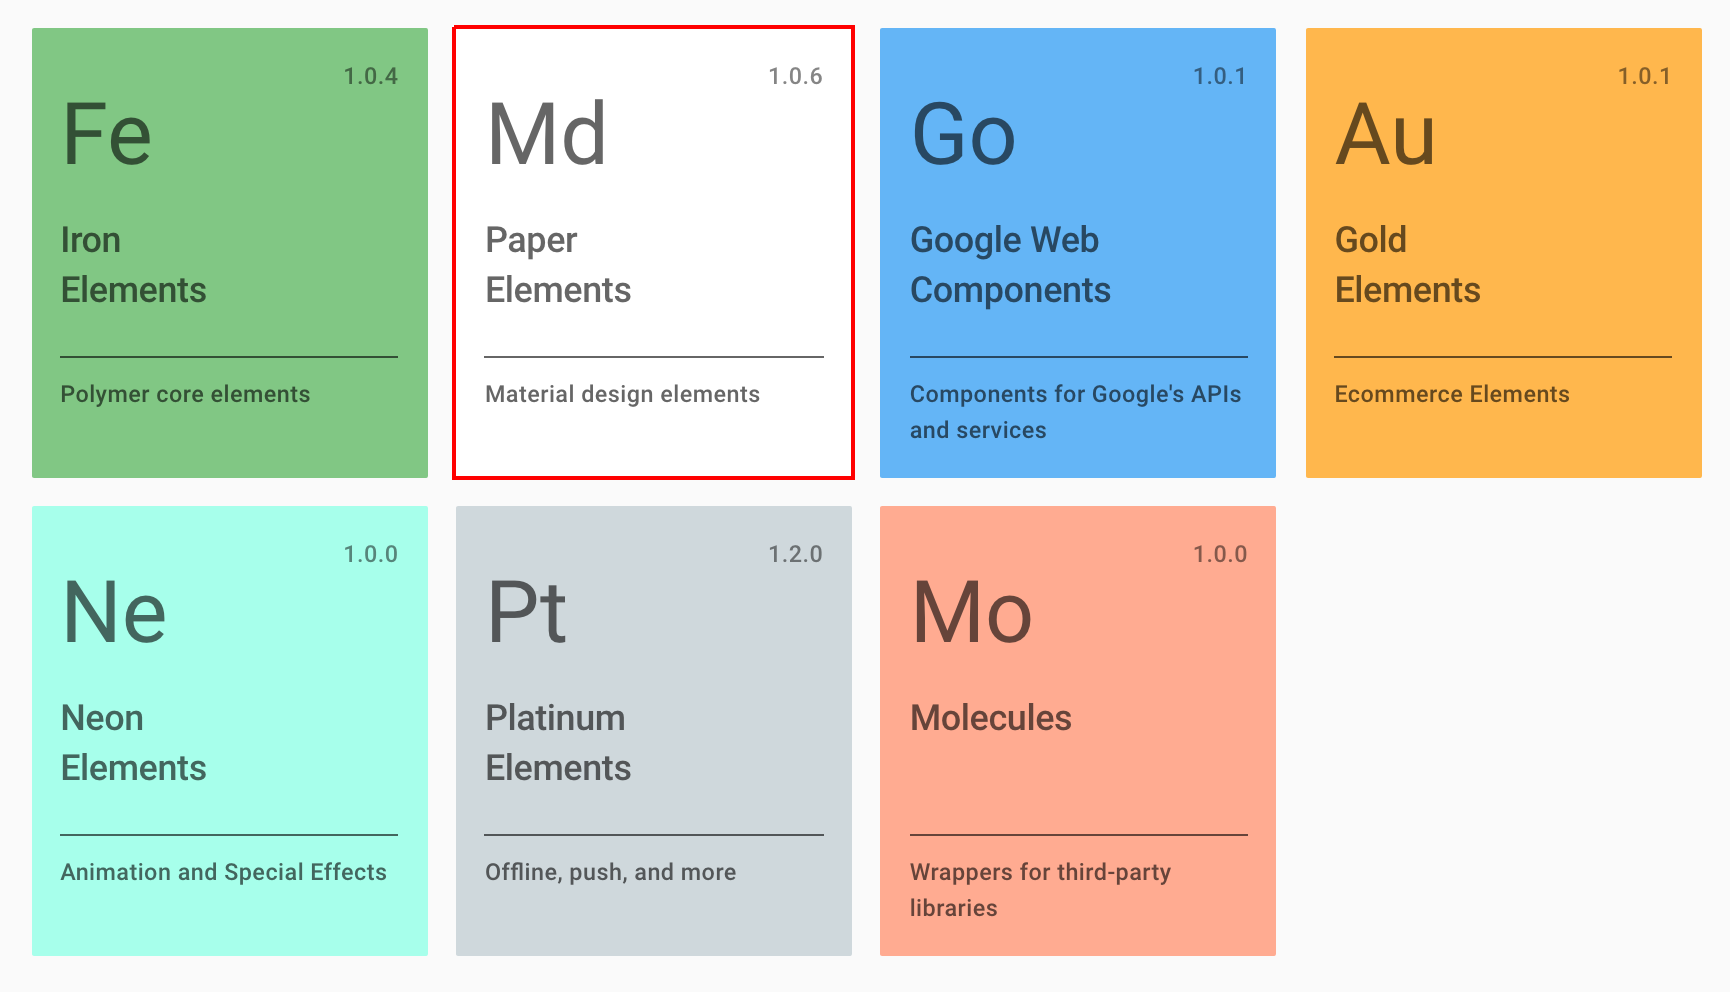 1.0.4
Fe
Iron
Elements
Polymer core elements
1.0.6
Md
Paper
Elements
Material design elements
1.0.1
Go
Google Web
Components
Components for Google's APIs
and services
1.0.1
Au
Gold
Elements
Ecommerce Elements
1.0.0
Ne
Neon
Elements
Animation and Special Effects
1.2.0
Pt
Platinum
Elements
Offline, push, and more
1.0.0
Mo
Molecules
Wrappers for third-party
libraries